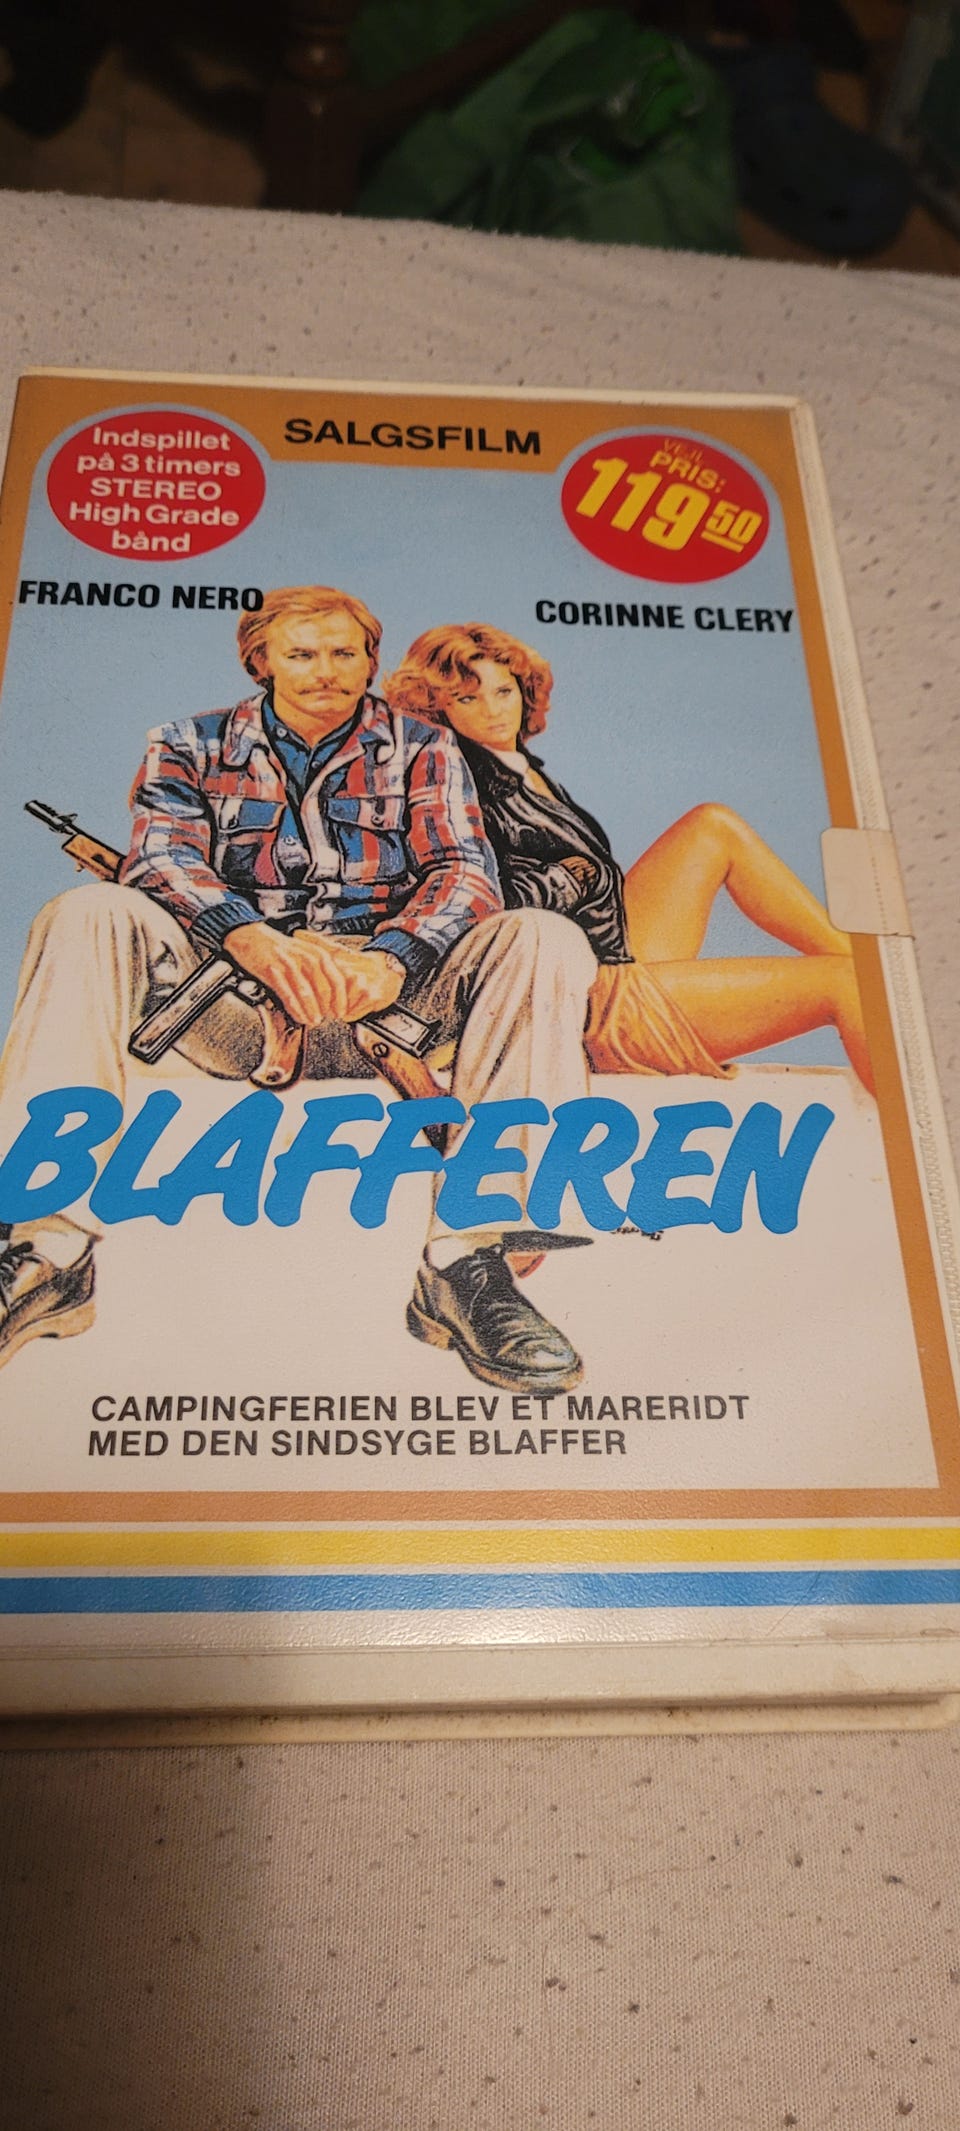 SALGSFILM
Indspillet
på 3 timers
STEREO
High Grade
bånd
VEJL.
PRIS:
119 50
FRANCO NERO
CORINNE CLERY
BLAFFEREN
CAMPINGFERIEN BLEV ET MARERIDT
MED DEN SINDSYGE BLAFFER